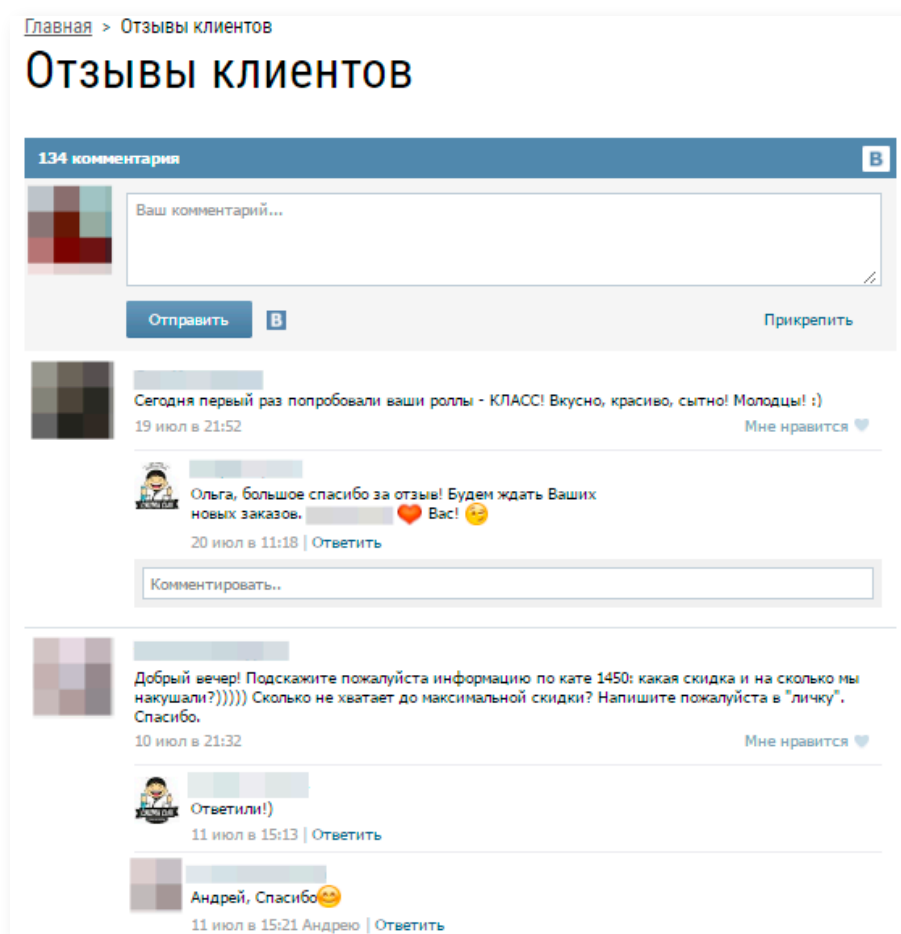 Главная > Отзывы клиентов
Отзывы клиентов
134 комментария
B
Ваш комментарий...
Отправить B Прикрепить
Сегодня первый раз попробовали ваши роллы - КЛАСС! Вкусно, красиво, сытно! Молодцы! :)
19 июл в 21:52 Мне нравится
Ольга, большое спасибо за отзыв! Будем ждать Ваших
новых заказов. Вас!
20 июл в 11:18 | Ответить
Комментировать..
Добрый вечер! Подскажите пожалуйста информацию по кате 1450: какая скидка и на сколько мы
накушали?))))) Сколько не хватает до максимальной скидки? Напишите пожалуйста в "личку".
Спасибо.
10 июл в 21:32 Мне нравится
Ответили!)
11 июл в 15:13 | Ответить
Андрей, Спасибо
11 июл в 15:21 Андрею | Ответить